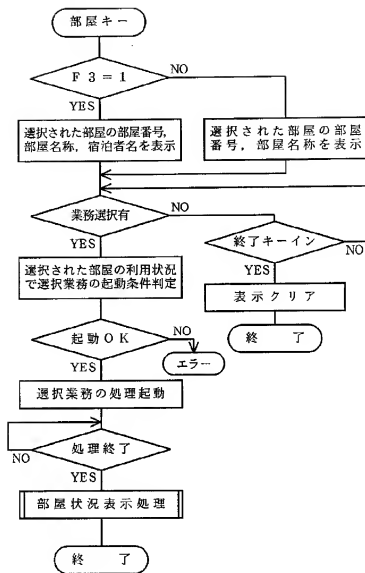 部屋キー
F3=1
NO
YES
選択された部屋の部屋番号,
部屋名称, 宿泊者名を表示
選択された部屋の部屋
番号, 部屋名称を表示
業務選択有
NO
YES
終了キーイン
NO
YES
選択された部屋の利用状況
で選択業務の起動条件判定
表示クリア
終 了
起動OK
NO
エラー
YES
選択業務の処理起動
処理終了
NO
YES
部屋状況表示処理
終 了